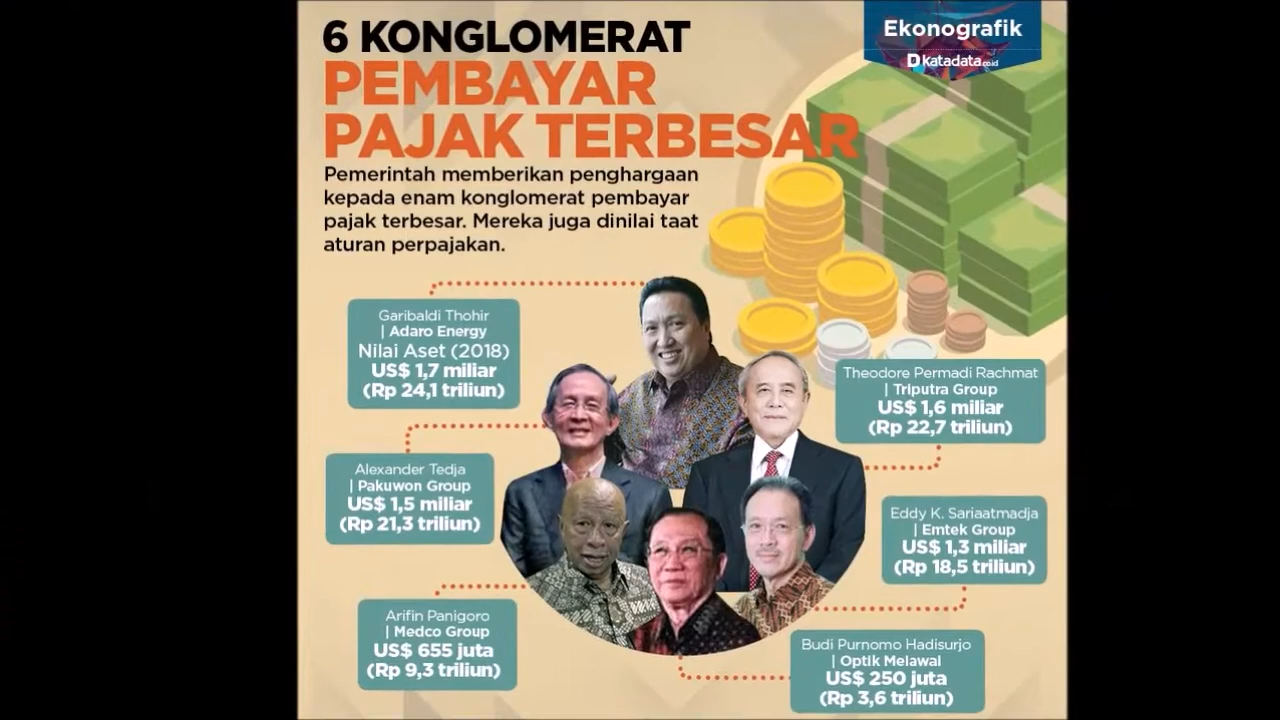 6 KONGLOMERAT
PEMBAYAR
PAJAK TERBESAR
Pemerintah memberikan penghargaan
kepada enam konglomerat pembayar
pajak terbesar. Mereka juga dinilai taat
aturan perpajakan.
Ekonografik
Dkatadata.co.id
Garibaldi Thohir
| Adaro Energy
Nilai Aset (2018)
US$ 1,7 miliar
(Rp 24,1 triliun)
Theodore Permadi Rachmat
| Triputra Group
US$ 1,6 miliar
(Rp 22,7 triliun)
Alexander Tedja
| Pakuwon Group
US$ 1,5 miliar
(Rp 21,3 triliun)
Eddy K. Sariaatmadja
| Emtek Group
US$ 1,3 miliar
(Rp 18,5 triliun)
Arifin Panigoro
| Medco Group
US$ 655 juta
(Rp 9,3 triliun)
Budi Purnomo Hadisurjo
| Optik Melawai
US$ 250 juta
(Rp 3,6 triliun)